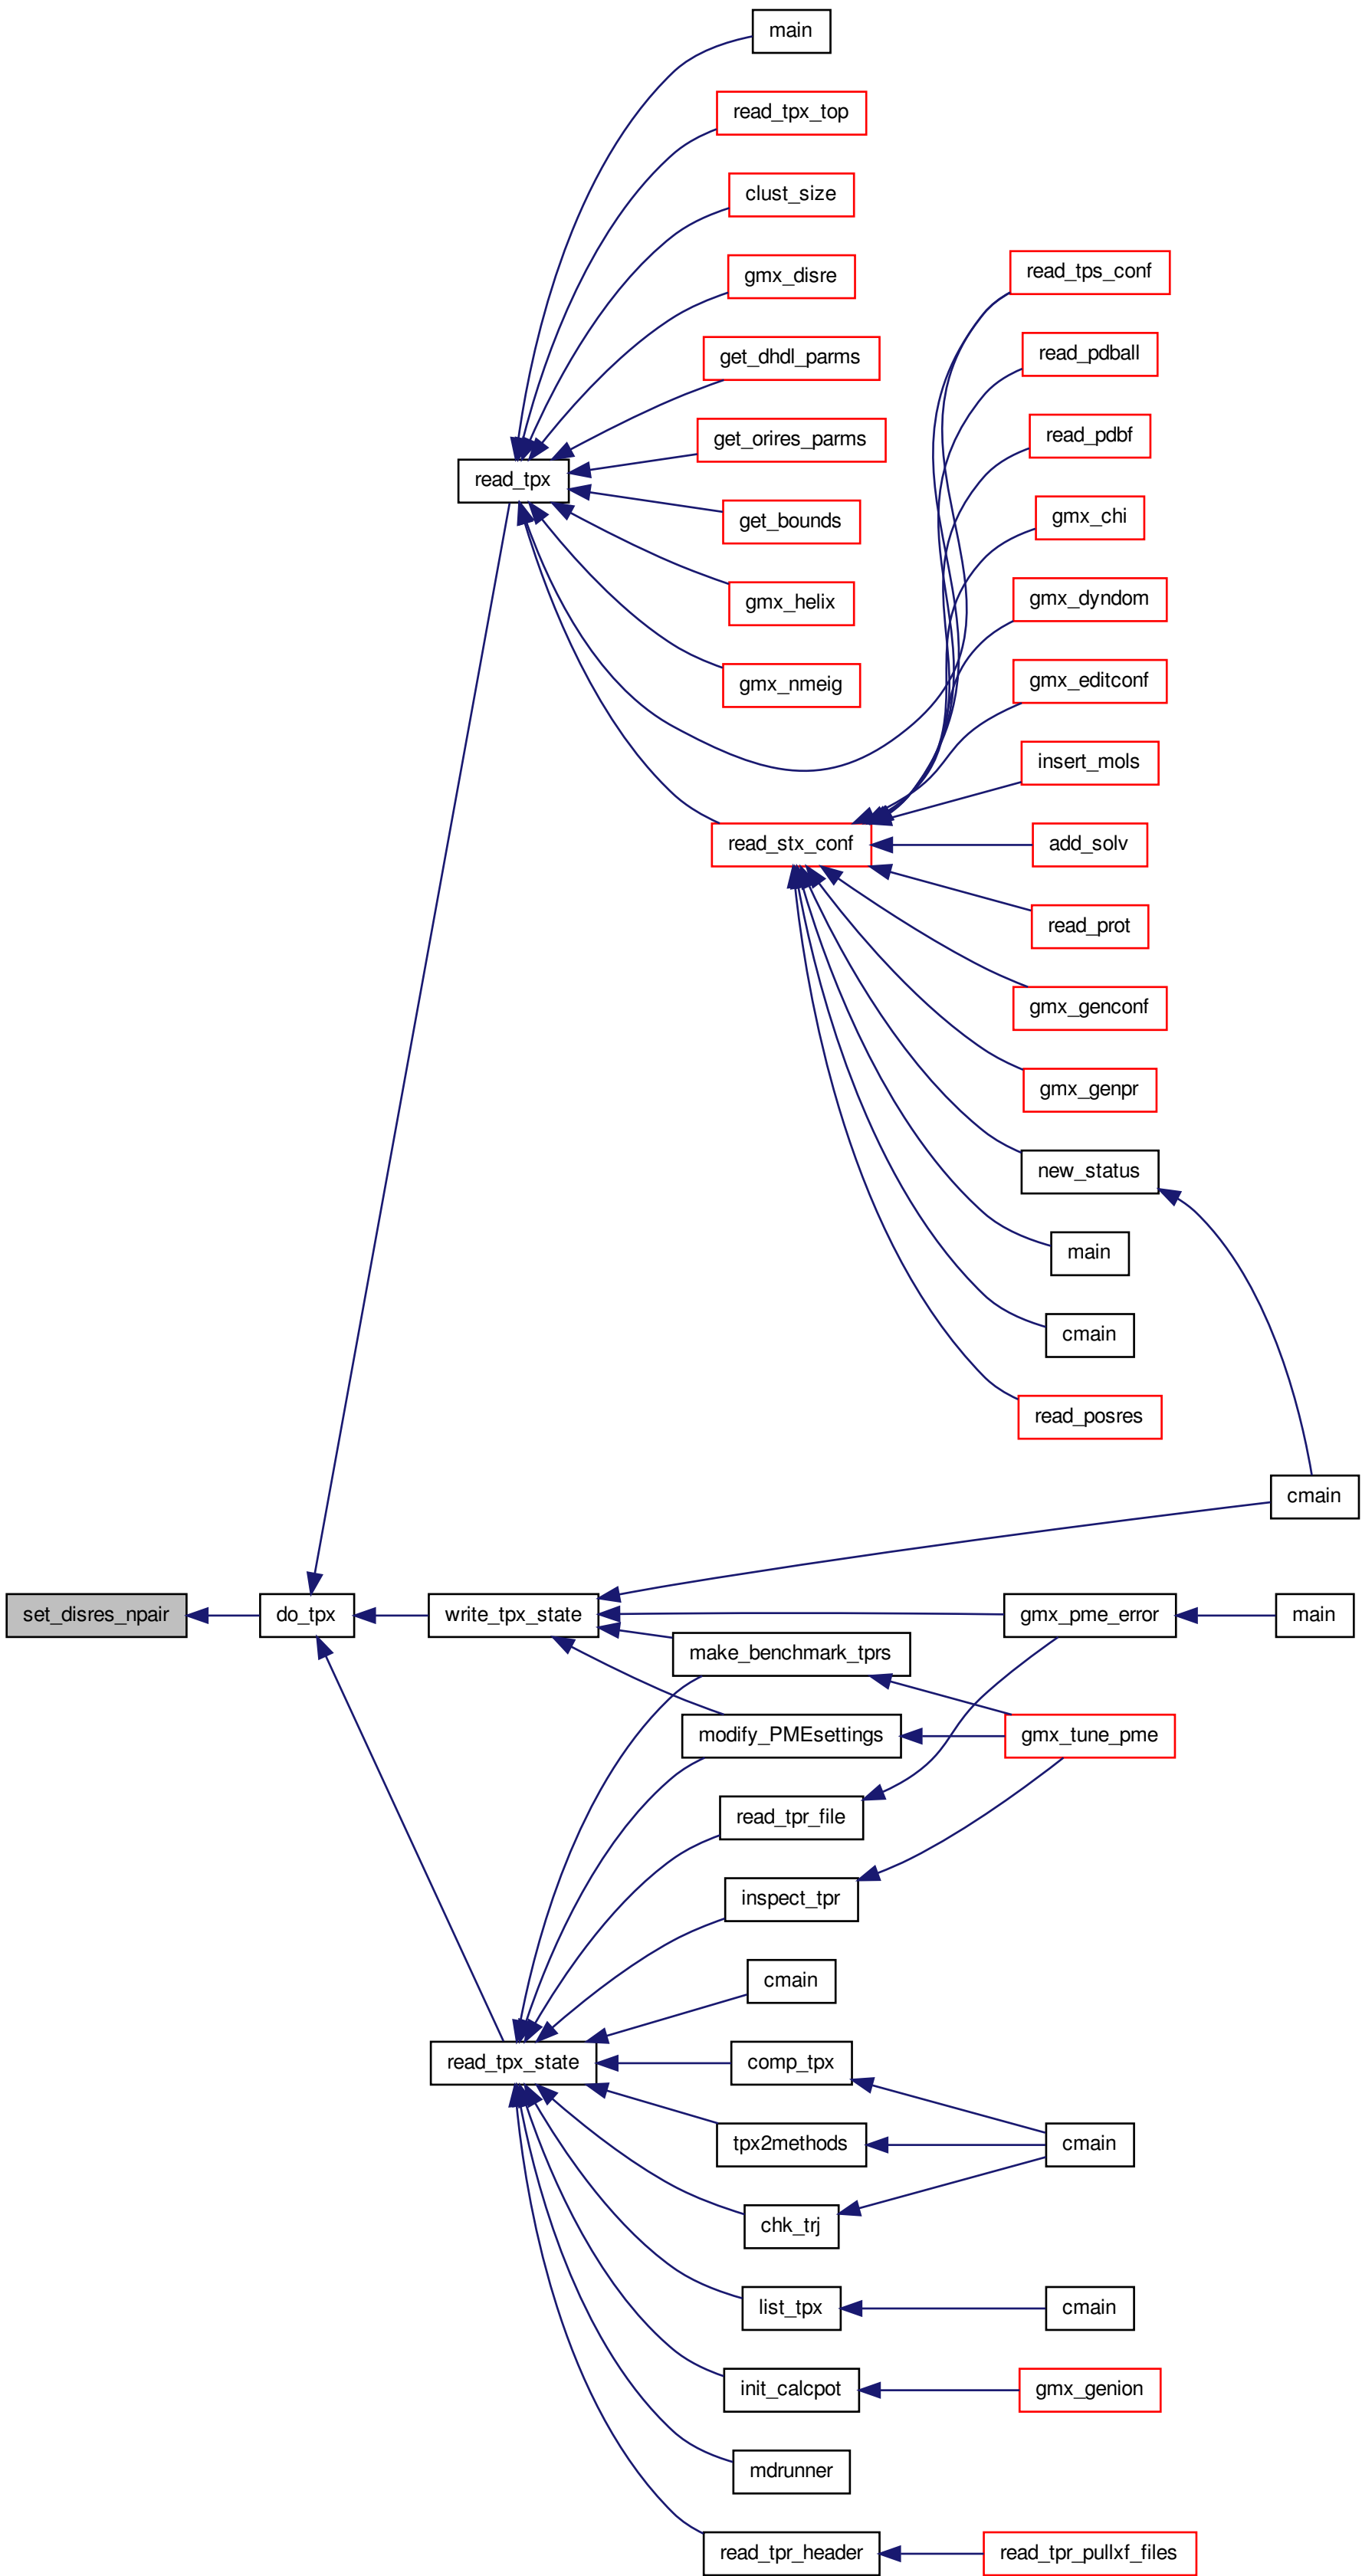 main
read_tpx_top
clust_size
gmx_disre
get_dhdl_parms
get_orires_parms
read_tpx
get_bounds
gmx_helix
gmx_nmeig
read_tps_conf
read_pdball
read_pdbf
gmx_chi
gmx_dyndom
gmx_editconf
insert_mols
read_stx_conf
add_solv
read_prot
gmx_genconf
gmx_genpr
new_status
main
cmain
read_posres
cmain
set_disres_npair
do_tpx
write_tpx_state
gmx_pme_error
main
make_benchmark_tprs
modify_PMEsettings
gmx_tune_pme
read_tpr_file
inspect_tpr
cmain
read_tpx_state
comp_tpx
tpx2methods
cmain
chk_trj
list_tpx
cmain
init_calcpot
gmx_genion
mdrunner
read_tpr_header
read_tpr_pullxf_files